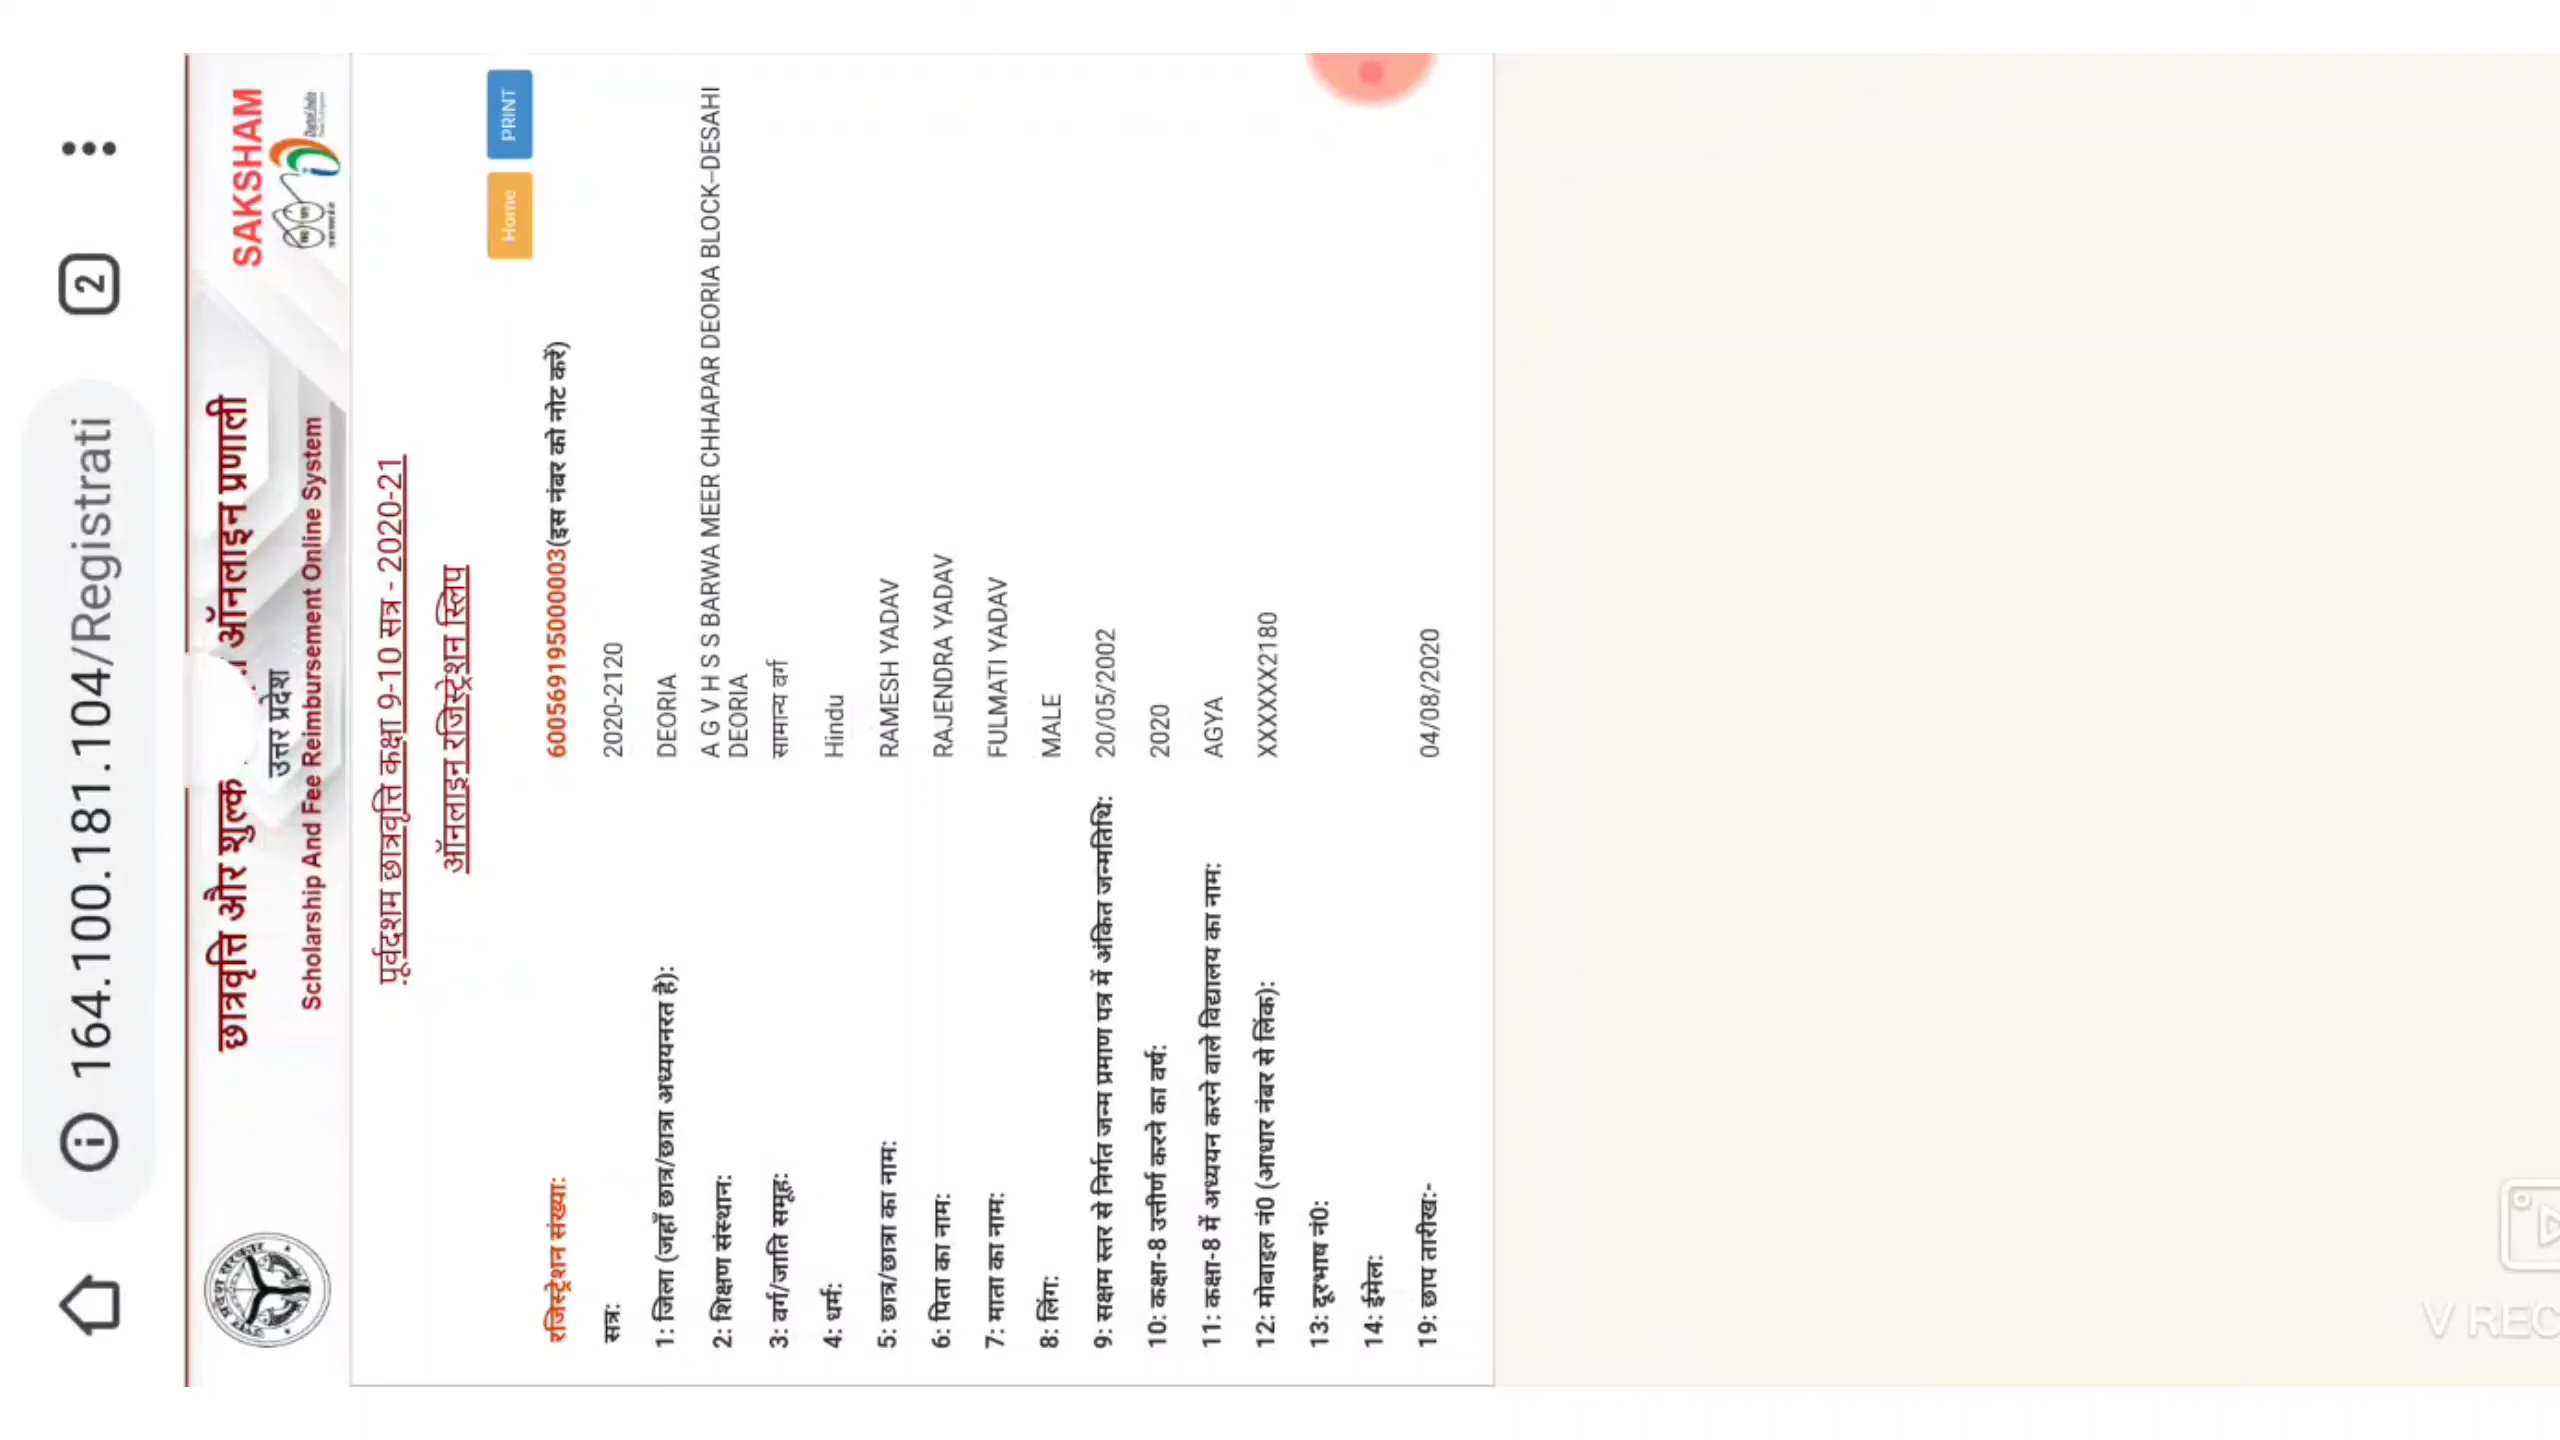 164.100.181.104/Registrati
2
छात्रवृत्ति और शुल्क
ऑनलाइन प्रणाली
उत्तर प्रदेश
Scholarship And Fee Reimbursement Online System
SAKSHAM
पूर्वदशम छात्रवृत्ति कक्षा 9-10 सत्र - 2020-21
ऑनलाइन रजिस्ट्रेशन स्लिप
Home PRINT
रजिस्ट्रेशन संख्या: 600569195000003(इस नंबर को नोट करें)
सत्र: 2020-2120
1: जिला (जहाँ छात्र/छात्रा अध्ययनरत है): DEORIA
2: शिक्षण संस्थान: A G V H S S BARWA MEER CHHAPAR DEORIA BLOCK–DESAHI
DEORIA
3: वर्ग/जाति समूह: सामान्य वर्ग
4: धर्म: Hindu
5: छात्र/छात्रा का नाम: RAMESH YADAV
6: पिता का नाम: RAJENDRA YADAV
7: माता का नाम: FULMATI YADAV
8: लिंग: MALE
9: सक्षम स्तर से निर्गत जन्म प्रमाण पत्र में अंकित जन्मतिथि: 20/05/2002
10: कक्षा-8 उत्तीर्ण करने का वर्ष: 2020
11: कक्षा-8 में अध्ययन करने वाले विद्यालय का नाम: AGYA
12: मोबाइल नं0 (आधार नंबर से लिंक): XXXXXX2180
13: दूरभाष नं0:
14: ईमेल:
19: छाप तारीख:- 04/08/2020
V REC